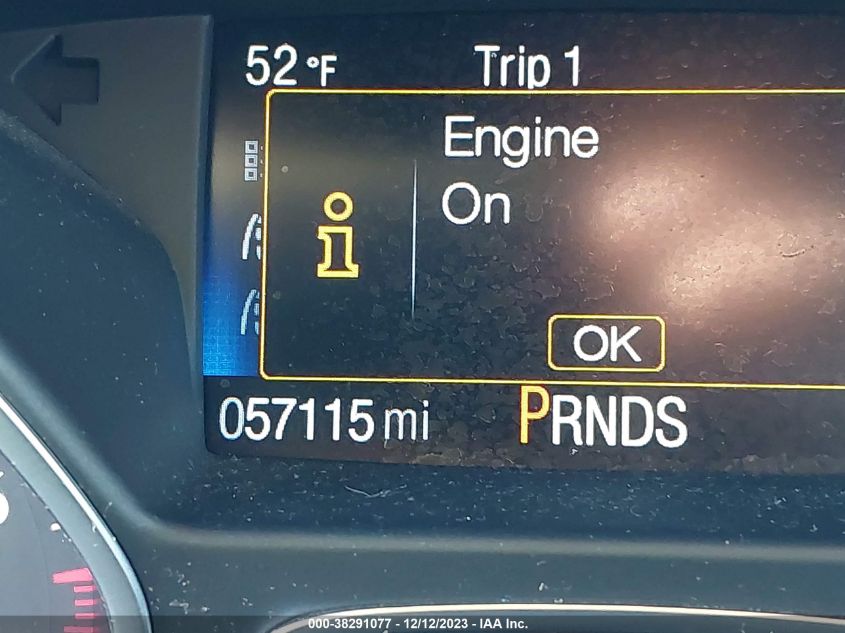 52 °F Trip 1
Engine
On
i
OK
057115 mi PRNDS
000-38291077 - 12/12/2023 - IAA Inc.